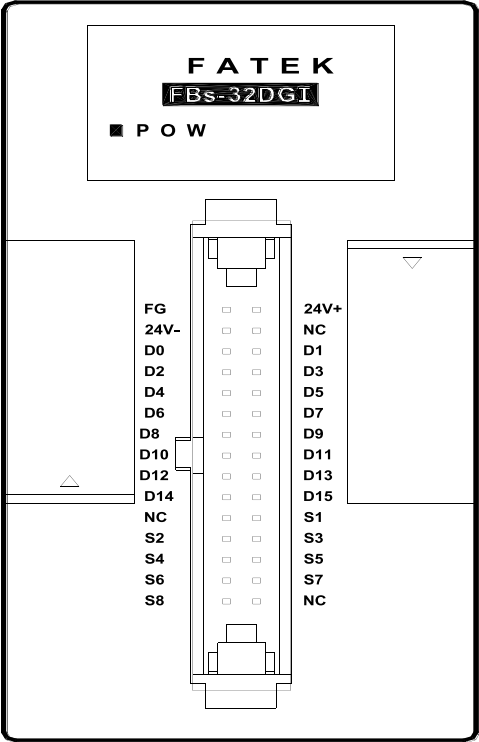 FATEK
FBs-32DGI
POW
FG 24V+
24V- NC
D0 D1
D2 D3
D4 D5
D6 D7
D8 D9
D10 D11
D12 D13
D14 D15
NC S1
S2 S3
S4 S5
S6 S7
S8 NC